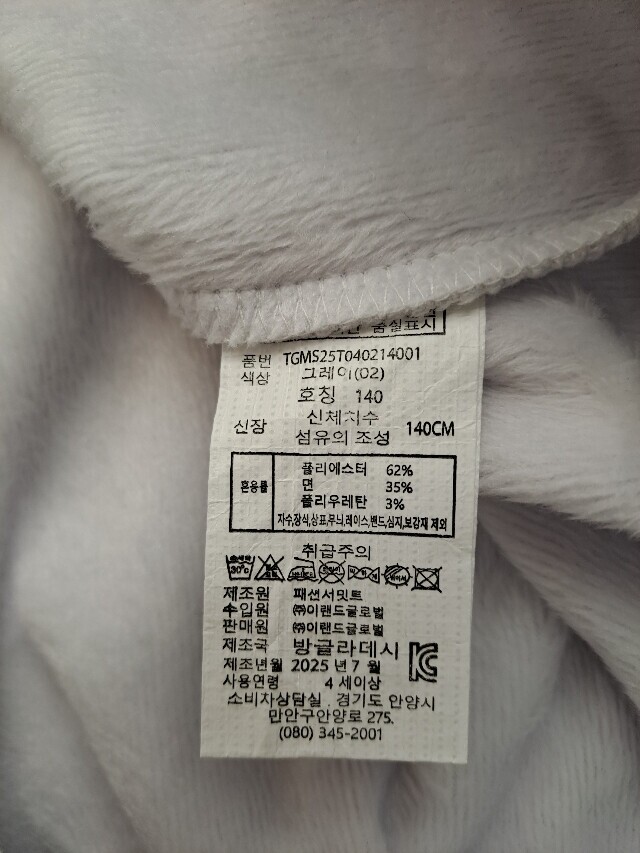 품질표시
품번 TGMS25T040214001
색상 그레이(02)
호칭 140
신체치수
신장 140CM
섬유의 조성
혼용률
폴리에스터 62%
면 35%
폴리우레탄 3%
자수,장식,상표,무늬,레이스,밴드,심지,보강재 제외
취급주의
30℃
제조원 패션서밋트
수입원 ㈜이랜드글로벌
판매원 ㈜이랜드글로벌
제조국 방글라데시
제조년월 2025 년 7 월
사용연령 4 세이상
소비자상담실 . 경기도 안양시
만안구안양로 275.
(080) 345-2001